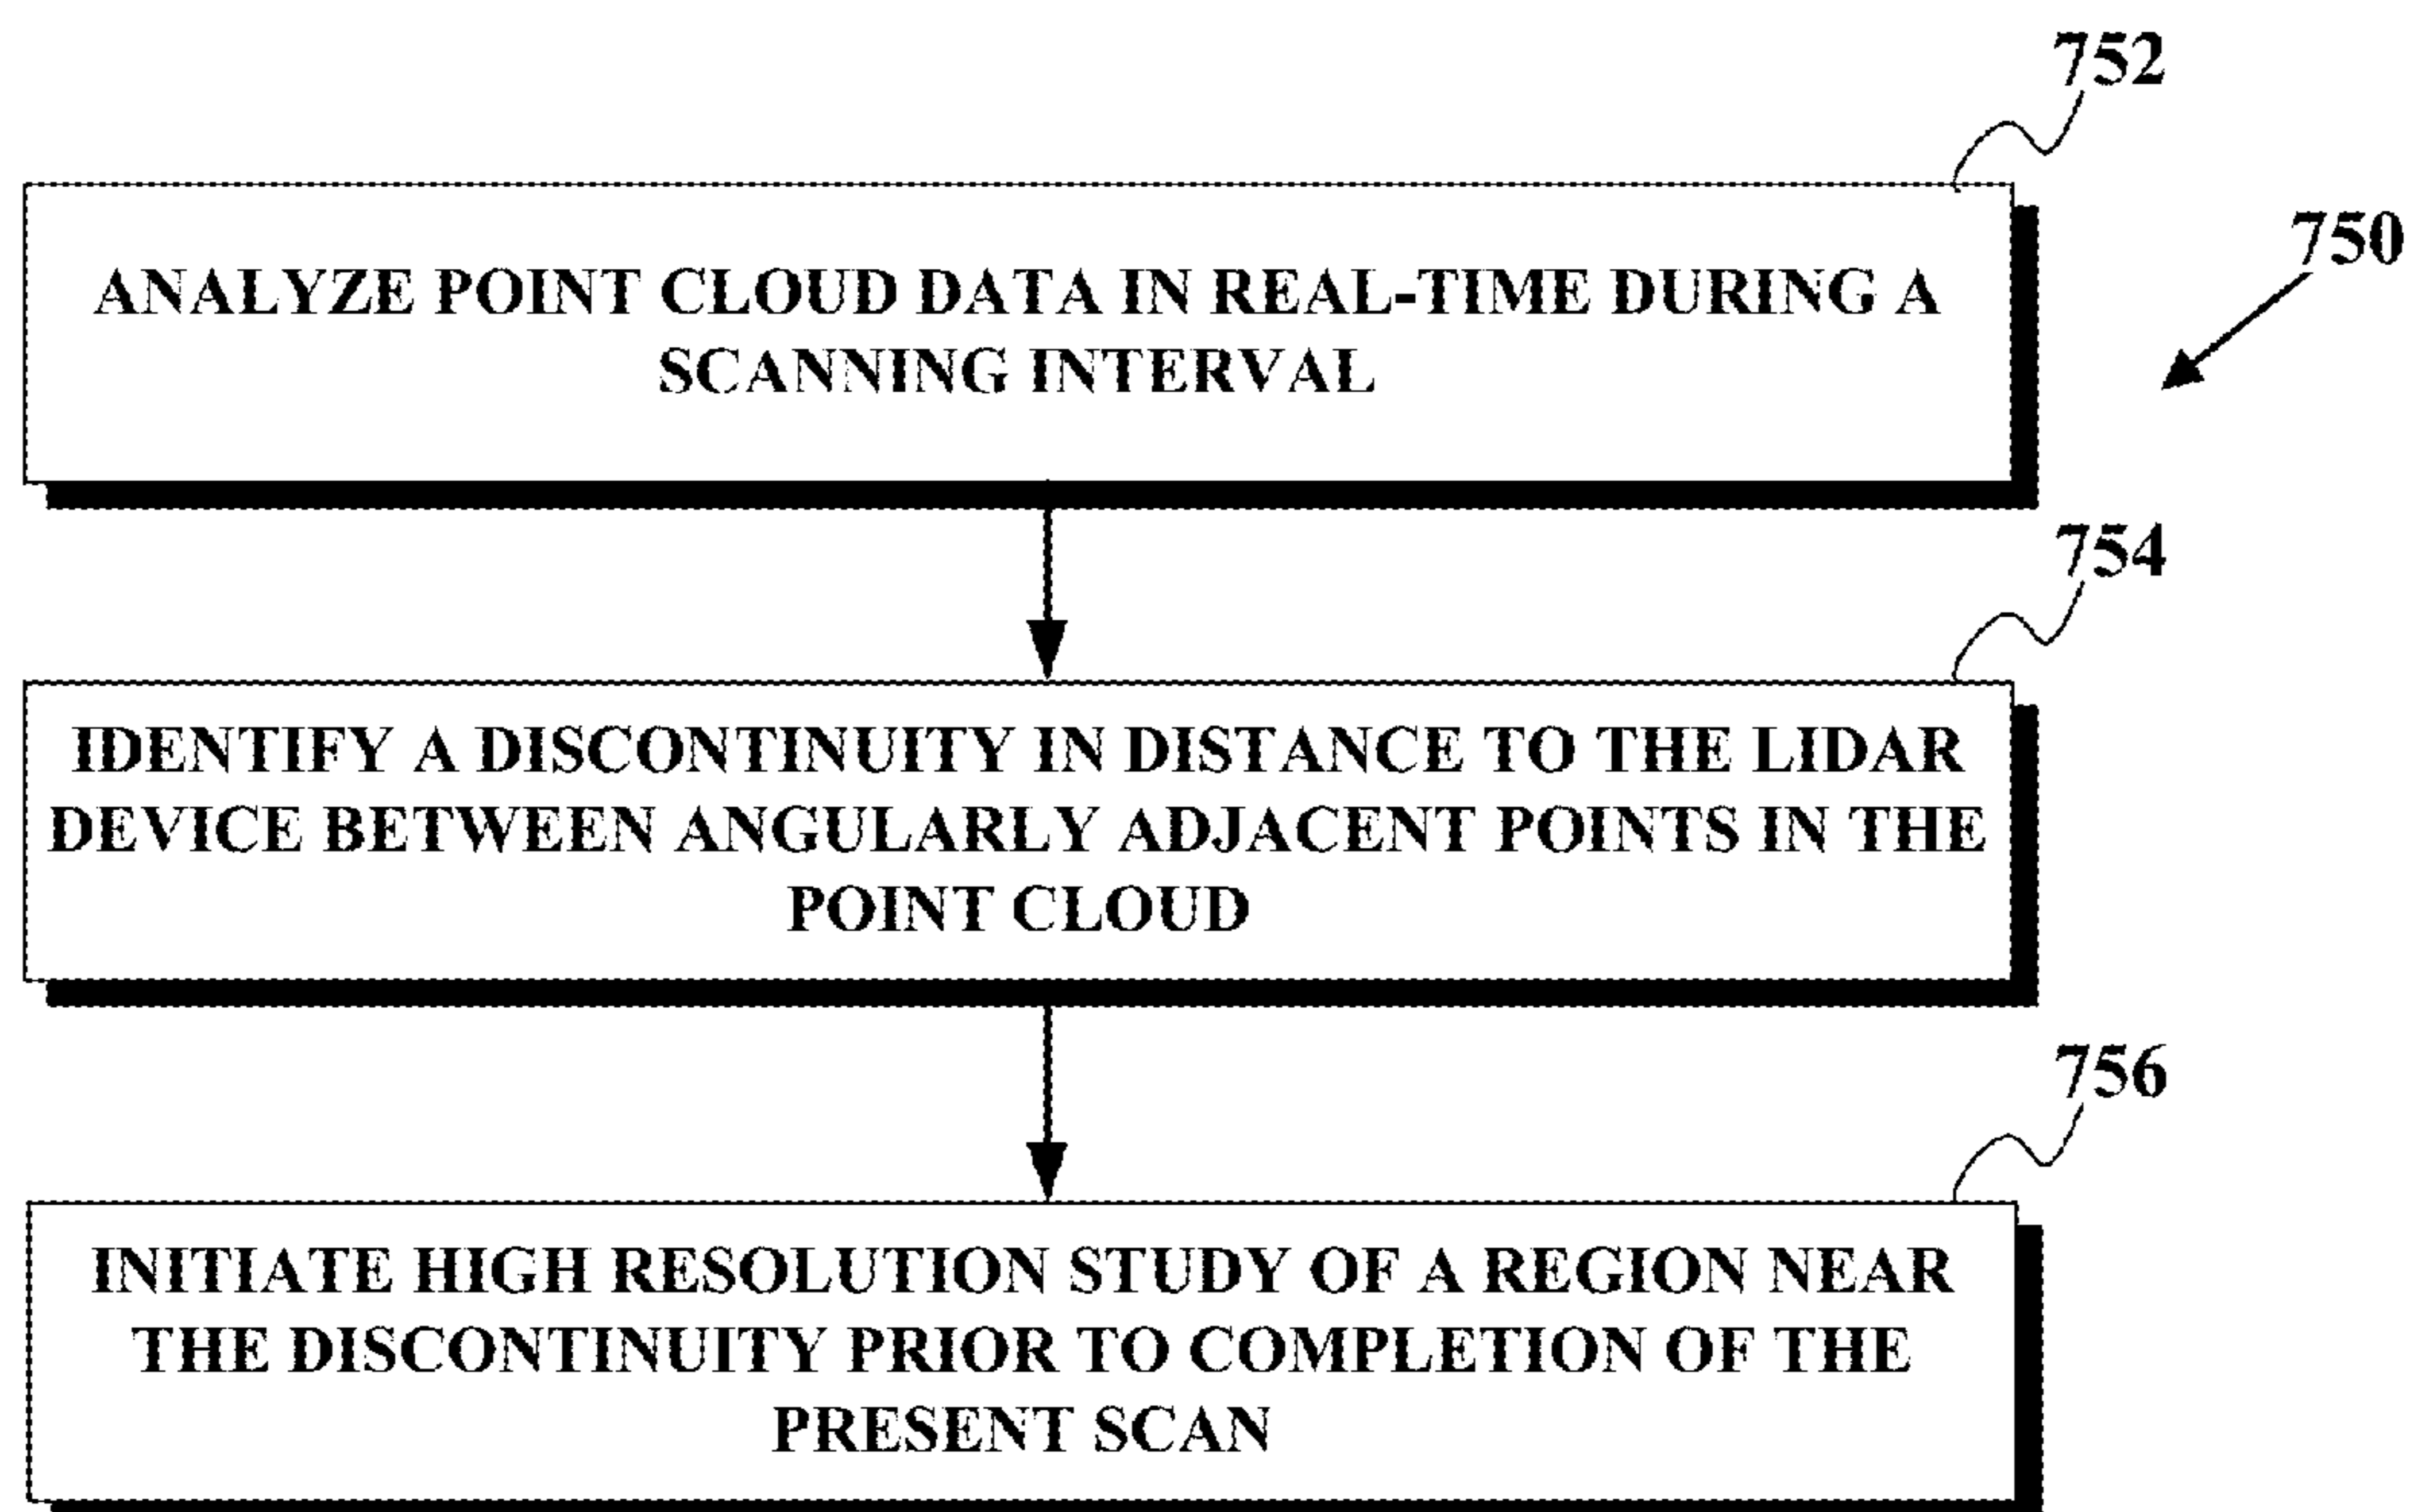 752
750
ANALYZE POINT CLOUD DATA IN REAL-TIME DURING A
SCANNING INTERVAL
754
IDENTIFY A DISCONTINUITY IN DISTANCE TO THE LIDAR
DEVICE BETWEEN ANGULARLY ADJACENT POINTS IN THE
POINT CLOUD
756
INITIATE HIGH RESOLUTION STUDY OF A REGION NEAR
THE DISCONTINUITY PRIOR TO COMPLETION OF THE
PRESENT SCAN